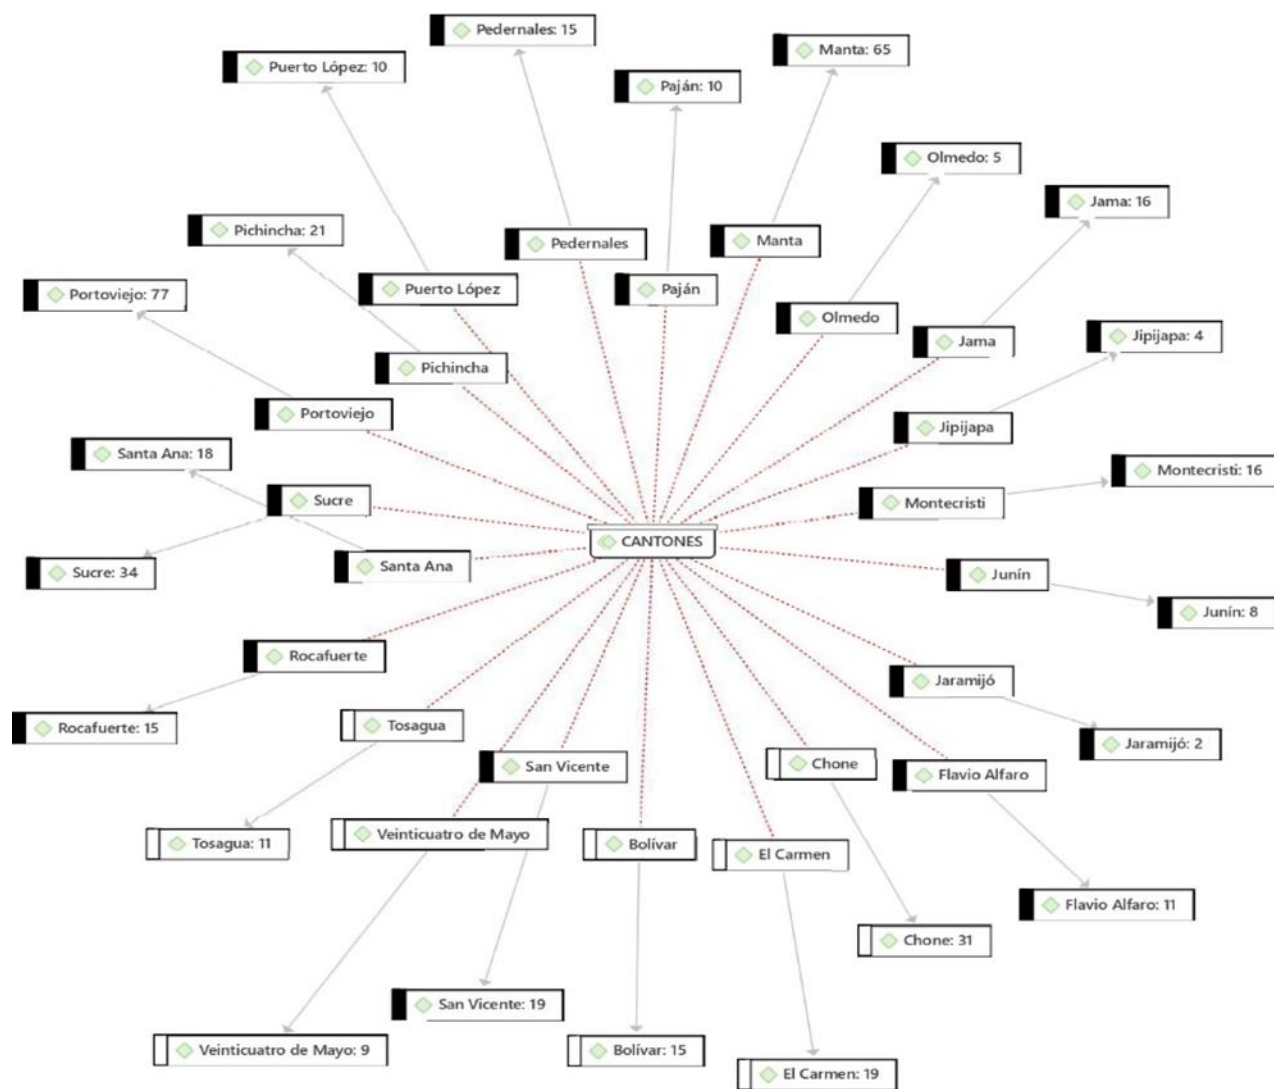 Pedernales: 15
Manta: 65
Puerto López: 10
Paján: 10
Olmedo: 5
Jama: 16
Pichincha: 21
Pedernales
Manta
Puerto López
Paján
Portoviejo: 77
Olmedo
Jama
Jipijapa: 4
Pichincha
Portoviejo
Jipijapa
Santa Ana: 18
Montecristi: 16
Sucre
Montecristi
CANTONES
Sucre: 34
Santa Ana
Junín
Junín: 8
Rocafuerte
Jaramijó
Rocafuerte: 15
Tosagua
Jaramijó: 2
San Vicente
Chone
Flavio Alfaro
Tosagua: 11
Veinticuatro de Mayo
Bolívar
El Carmen
Flavio Alfaro: 11
Chone: 31
San Vicente: 19
Veinticuatro de Mayo: 9
Bolívar: 15
El Carmen: 19